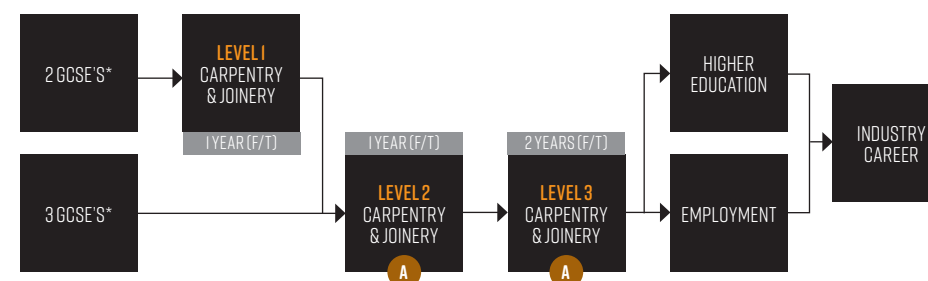 2 GCSE'S*
LEVEL 1
CARPENTRY
& JOINERY
1 YEAR (F/T)
3 GCSE'S*
1 YEAR (F/T)
LEVEL 2
CARPENTRY
& JOINERY
A
2 YEARS (F/T)
LEVEL 3
CARPENTRY
& JOINERY
A
HIGHER
EDUCATION
EMPLOYMENT
INDUSTRY
CAREER